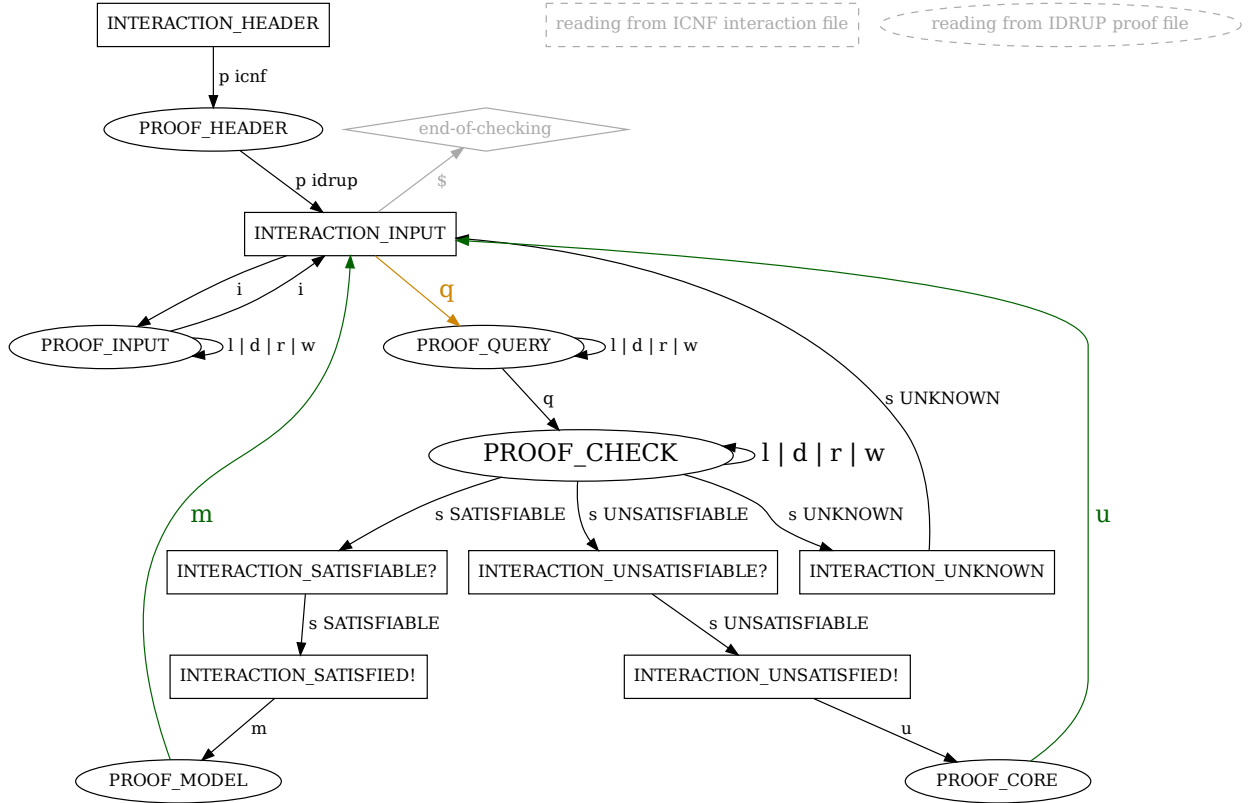 INTERACTION_HEADER
reading from ICNF interaction file
reading from IDRUP proof file
p icnf
PROOF_HEADER
end-of-checking
p idrup
$
INTERACTION_INPUT
i
i
q
PROOF_INPUT
l | d | r | w
PROOF_QUERY
l | d | r | w
q
s UNKNOWN
PROOF_CHECK
l | d | r | w
m
s SATISFIABLE
s UNSATISFIABLE
s UNKNOWN
u
INTERACTION_SATISFIABLE?
INTERACTION_UNSATISFIABLE?
INTERACTION_UNKNOWN
s SATISFIABLE
s UNSATISFIABLE
INTERACTION_SATISFIED!
INTERACTION_UNSATISFIED!
m
u
PROOF_MODEL
PROOF_CORE